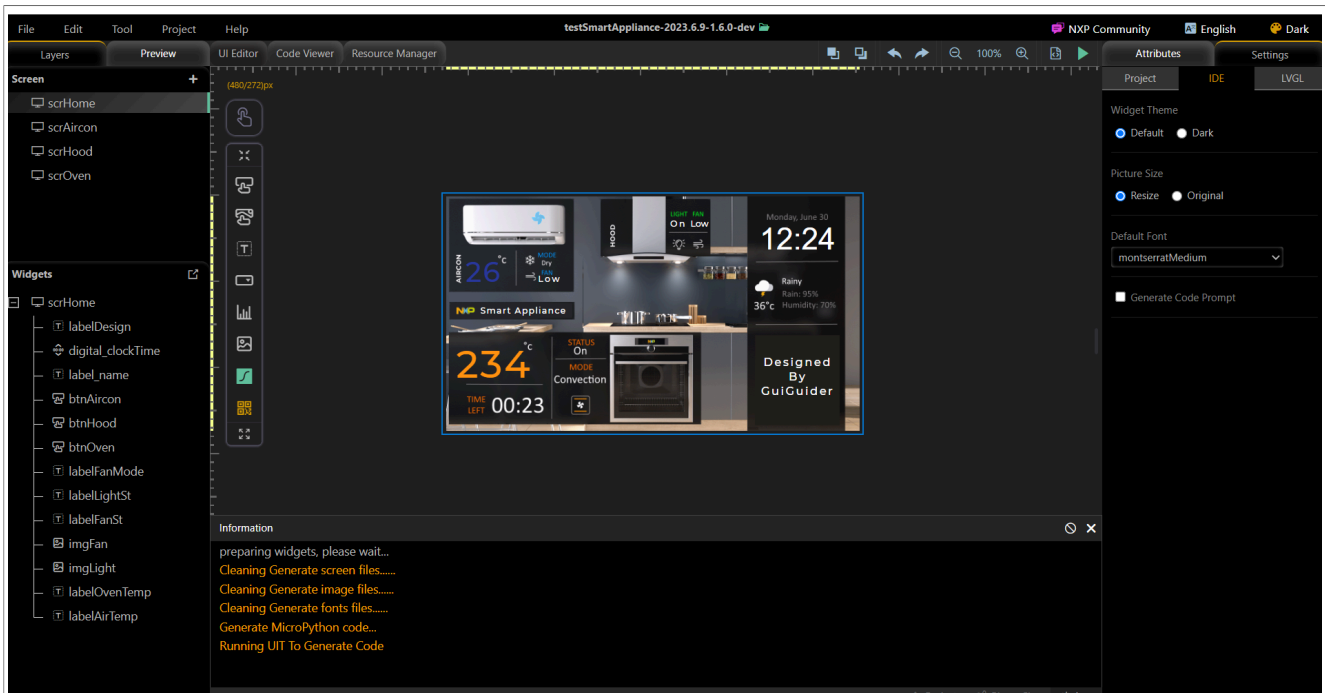 File Edit Tool Project Help testSmartAppliance-2023.6.9-1.6.0-dev NXP Community English Dark
Layers Preview UI Editor Code Viewer Resource Manager 100% Attributes Settings
Screen +
(480/272)px
Project IDE LVGL
scrHome
scrAircon
scrHood
scrOven
Widget Theme
Default Dark
Picture Size
Resize Original
Default Font
montserratMedium
Generate Code Prompt
Widgets
scrHome
labelDesign
digital_clockTime
label_name
btnAircon
btnHood
btnOven
labelFanMode
labelLightSt
labelFanSt
imgFan
imgLight
labelOvenTemp
labelAirTemp
AIRCON
26 °c
MODE
Dry
FAN
Low
HOOD
LIGHT FAN
On Low
Monday, June 30
12:24
Rainy
Rain: 95%
36°c Humidity: 70%
NXP Smart Appliance
234 °c
STATUS
On
MODE
Convection
TIME
LEFT 00:23
Designed
By
GuiGuider
Information
preparing widgets, please wait...
Cleaning Generate screen files......
Cleaning Generate image files......
Cleaning Generate fonts files......
Generate MicroPython code...
Running UIT To Generate Code